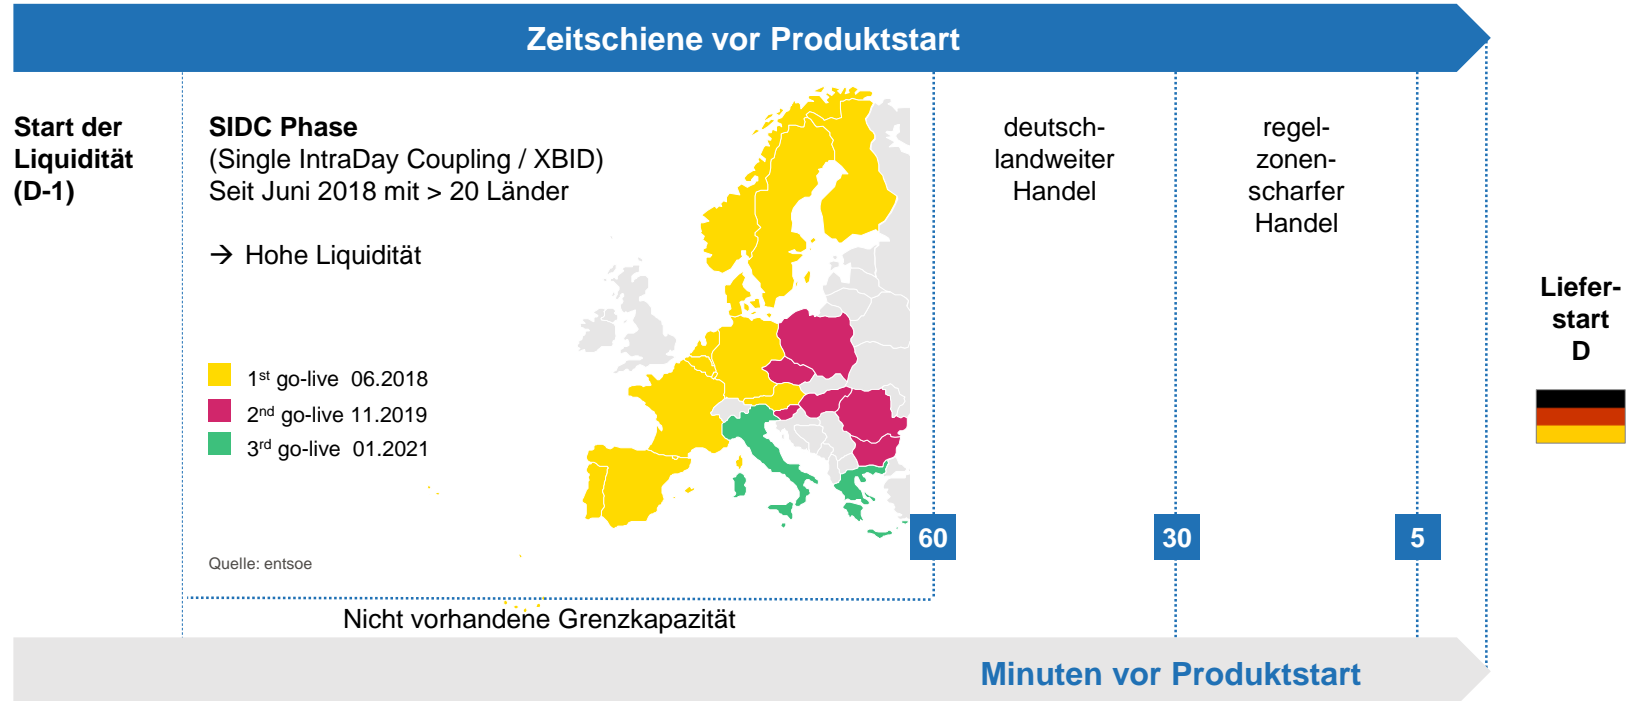 Zeitschiene vor Produktstart
Start der
Liquidität
(D-1)
SIDC Phase
(Single IntraDay Coupling / XBID)
Seit Juni 2018 mit > 20 Länder
→ Hohe Liquidität
1st go-live 06.2018
2nd go-live 11.2019
3rd go-live 01.2021
Quelle: entsoe
Nicht vorhandene Grenzkapazität
deutsch-
landweiter
Handel
regel-
zonen-
scharfer
Handel
60
30
5
Liefer-
start
D
Minuten vor Produktstart